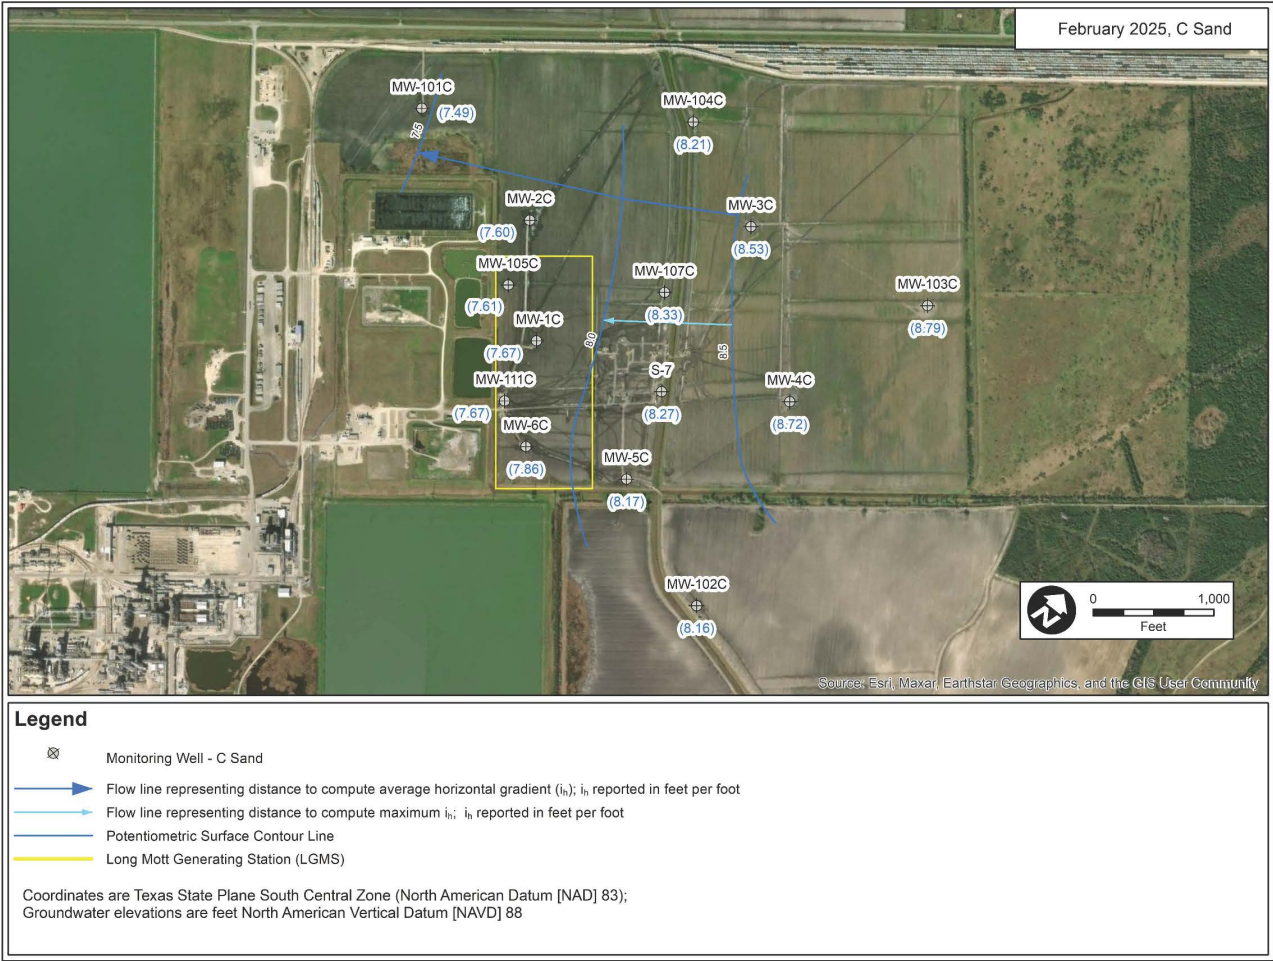 February 2025, C Sand
MW-101C
(7.49)
7.5
MW-104C
(8.21)
MW-2C
(7.60)
MW-3C
(8.53)
MW-105C
(7.61)
MW-107C
(8.33)
MW-103C
(8.79)
MW-1C
(7.67)
8.0
8.5
MW-111C
(7.67)
S-7
(8.27)
MW-4C
(8.72)
MW-6C
(7.86)
MW-5C
(8.17)
MW-102C
(8.16)
N
0 1,000
Feet
Source: Esri, Maxar, Earthstar Geographics, and the GIS User Community
Legend
Monitoring Well - C Sand
Flow line representing distance to compute average horizontal gradient (iₕ); iₕ reported in feet per foot
Flow line representing distance to compute maximum iₕ; iₕ reported in feet per foot
Potentiometric Surface Contour Line
Long Mott Generating Station (LGMS)
Coordinates are Texas State Plane South Central Zone (North American Datum [NAD] 83);
Groundwater elevations are feet North American Vertical Datum [NAVD] 88